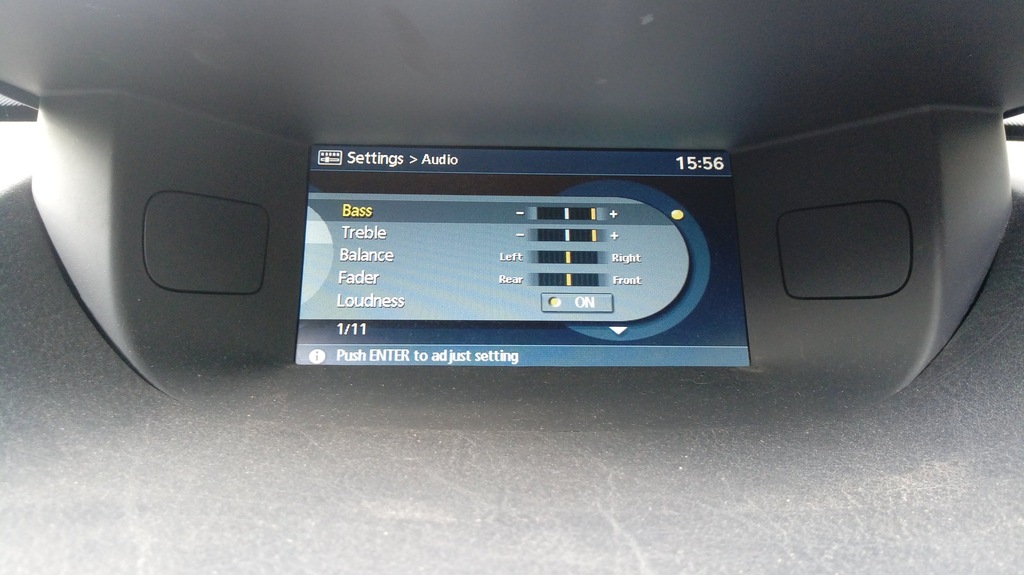 Settings > Audio 15:56
Bass - +
Treble - +
Balance Left Right
Fader Rear Front
Loudness ON
1/11
i Push ENTER to adjust setting